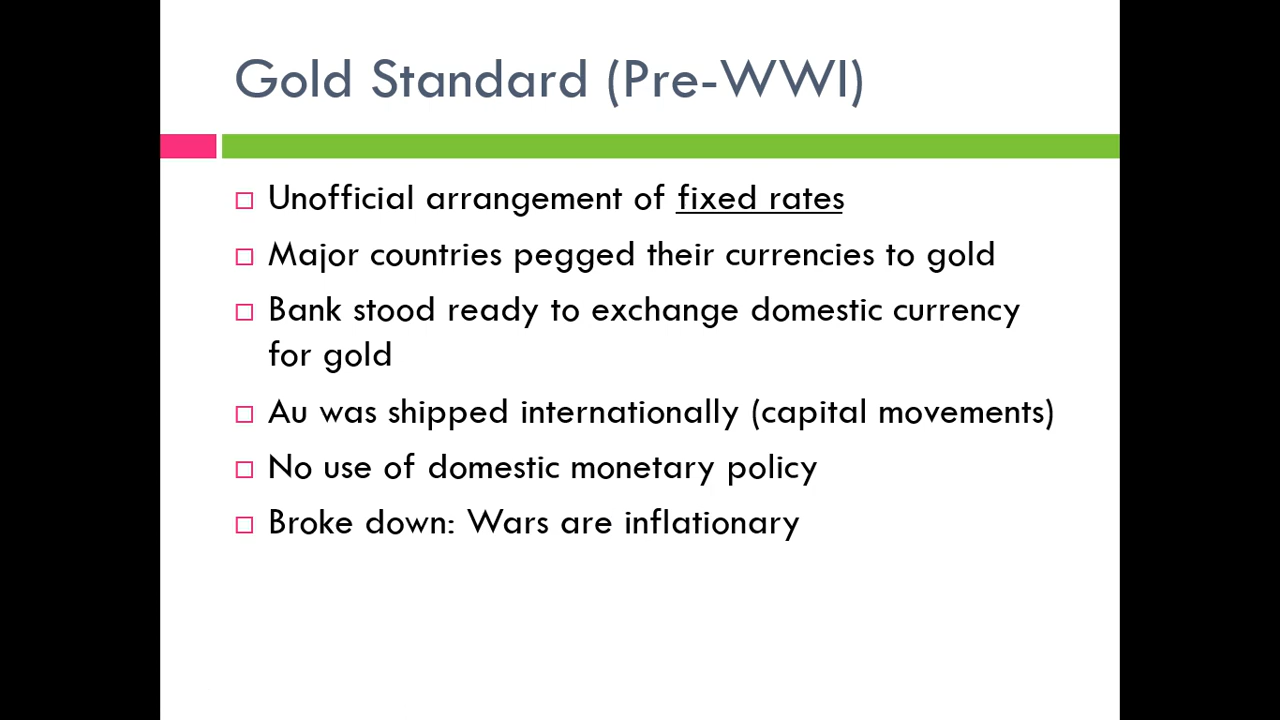 Gold Standard (Pre-WWI)
Unofficial arrangement of fixed rates
Major countries pegged their currencies to gold
Bank stood ready to exchange domestic currency
for gold
Au was shipped internationally (capital movements)
No use of domestic monetary policy
Broke down: Wars are inflationary